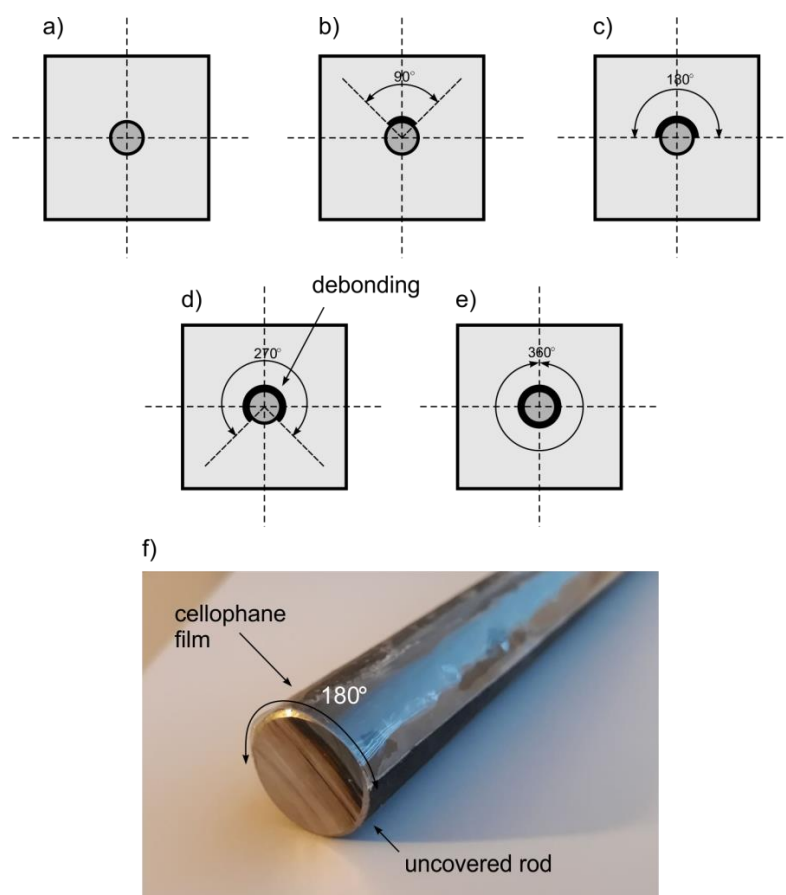 a)
b)
c)
90°
180°
d)
debonding
e)
270°
360°
f)
cellophane
film
180°
uncovered rod